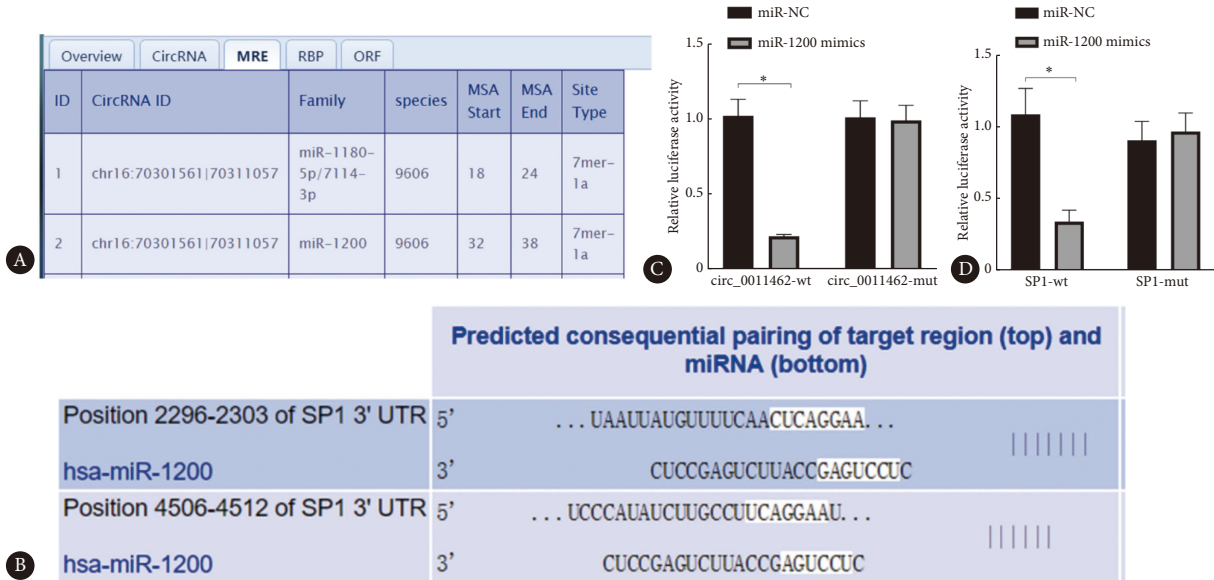 Overview CircRNA MRE RBP ORF
ID CircRNA ID Family species MSA Start MSA End Site Type
1 chr16:70301561|70311057 miR-1180-5p/7114-3p 9606 18 24 7mer-1a
2 chr16:70301561|70311057 miR-1200 9606 32 38 7mer-1a
A
miR-NC
miR-1200 mimics
Relative luciferase activity
1.5
1.0
0.5
0
*
circ_0011462-wt circ_0011462-mut
C
miR-NC
miR-1200 mimics
Relative luciferase activity
1.5
1.0
0.5
0
*
SP1-wt SP1-mut
D
Predicted consequential pairing of target region (top) and
miRNA (bottom)
Position 2296-2303 of SP1 3' UTR 5' ...UAAUUAUGUUUUCAACUCAGGAA...
hsa-miR-1200 3' CUCCGAGUCUUACCGAGUCCUC
Position 4506-4512 of SP1 3' UTR 5' ...UCCCAUAUCUUGCCUUCAGGAAU...
hsa-miR-1200 3' CUCCGAGUCUUACCGAGUCCUC
B